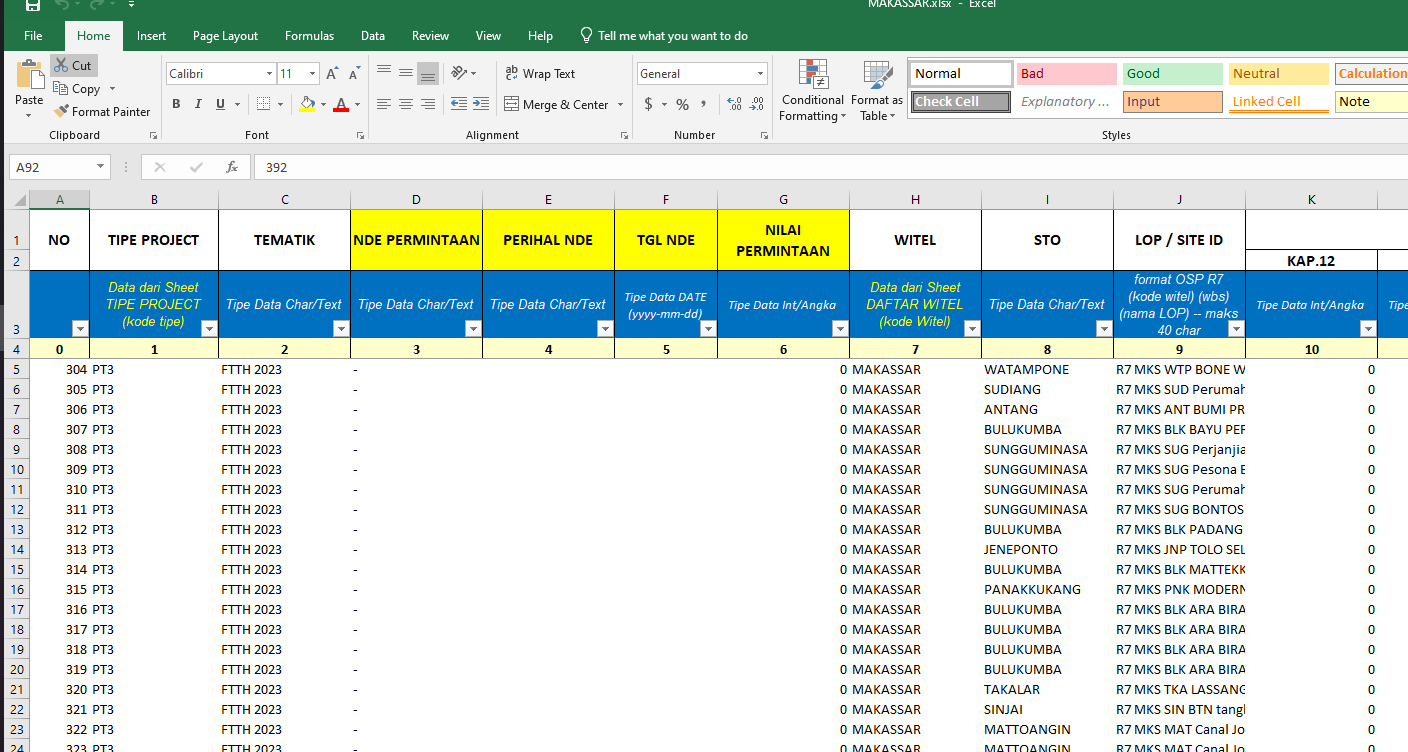 MAKASSAR.xlsx - Excel
File Home Insert Page Layout Formulas Data Review View Help Tell me what you want to do
Cut
Copy
Format Painter
Paste
Clipboard
Calibri 11
B I U
Font
Wrap Text
Merge & Center
Alignment
General
$ % ,
Number
Conditional Formatting
Format as Table
Normal Bad Good Neutral Calculation
Check Cell Explanatory ... Input Linked Cell Note
Styles
A92 fx 392
A B C D E F G H I J K
1 NO TIPE PROJECT TEMATIK NDE PERMINTAAN PERIHAL NDE TGL NDE NILAI PERMINTAAN WITEL STO LOP / SITE ID
2 KAP.12
3 Data dari Sheet TIPE PROJECT (kode tipe) Tipe Data Char/Text Tipe Data Char/Text Tipe Data Char/Text Tipe Data DATE (yyyy-mm-dd) Tipe Data Int/Angka Data dari Sheet DAFTAR WITEL (kode Witel) Tipe Data Char/Text format OSP R7 (kode witel) (wbs) (nama LOP) -- maks 40 char Tipe Data Int/Angka
4 0 1 2 3 4 5 6 7 8 9 10
5 304 PT3 FTTH 2023 - 0 MAKASSAR WATAMPONE R7 MKS WTP BONE W 0
6 305 PT3 FTTH 2023 - 0 MAKASSAR SUDIANG R7 MKS SUD Perumah 0
7 306 PT3 FTTH 2023 - 0 MAKASSAR ANTANG R7 MKS ANT BUMI PR 0
8 307 PT3 FTTH 2023 - 0 MAKASSAR BULUKUMBA R7 MKS BLK BAYU PER 0
9 308 PT3 FTTH 2023 - 0 MAKASSAR SUNGGUMINASA R7 MKS SUG Perjanjia 0
10 309 PT3 FTTH 2023 - 0 MAKASSAR SUNGGUMINASA R7 MKS SUG Pesona 0
11 310 PT3 FTTH 2023 - 0 MAKASSAR SUNGGUMINASA R7 MKS SUG Perumah 0
12 311 PT3 FTTH 2023 - 0 MAKASSAR SUNGGUMINASA R7 MKS SUG BONTOS 0
13 312 PT3 FTTH 2023 - 0 MAKASSAR BULUKUMBA R7 MKS BLK PADANG 0
14 313 PT3 FTTH 2023 - 0 MAKASSAR JENEPONTO R7 MKS JNP TOLO SEL 0
15 314 PT3 FTTH 2023 - 0 MAKASSAR BULUKUMBA R7 MKS BLK MATTEKK 0
16 315 PT3 FTTH 2023 - 0 MAKASSAR PANAKKUKANG R7 MKS PNK MODERN 0
17 316 PT3 FTTH 2023 - 0 MAKASSAR BULUKUMBA R7 MKS BLK ARA BIRA 0
18 317 PT3 FTTH 2023 - 0 MAKASSAR BULUKUMBA R7 MKS BLK ARA BIRA 0
19 318 PT3 FTTH 2023 - 0 MAKASSAR BULUKUMBA R7 MKS BLK ARA BIRA 0
20 319 PT3 FTTH 2023 - 0 MAKASSAR BULUKUMBA R7 MKS BLK ARA BIRA 0
21 320 PT3 FTTH 2023 - 0 MAKASSAR TAKALAR R7 MKS TKA LASSANG 0
22 321 PT3 FTTH 2023 - 0 MAKASSAR SINJAI R7 MKS SIN BTN tangl 0
23 322 PT3 FTTH 2023 - 0 MAKASSAR MATTOANGIN R7 MKS MAT Canal Jo 0
24 323 PT3 FTTH 2023 - 0 MAKASSAR MATTOANGIN R7 MKS MAT Canal Jo 0